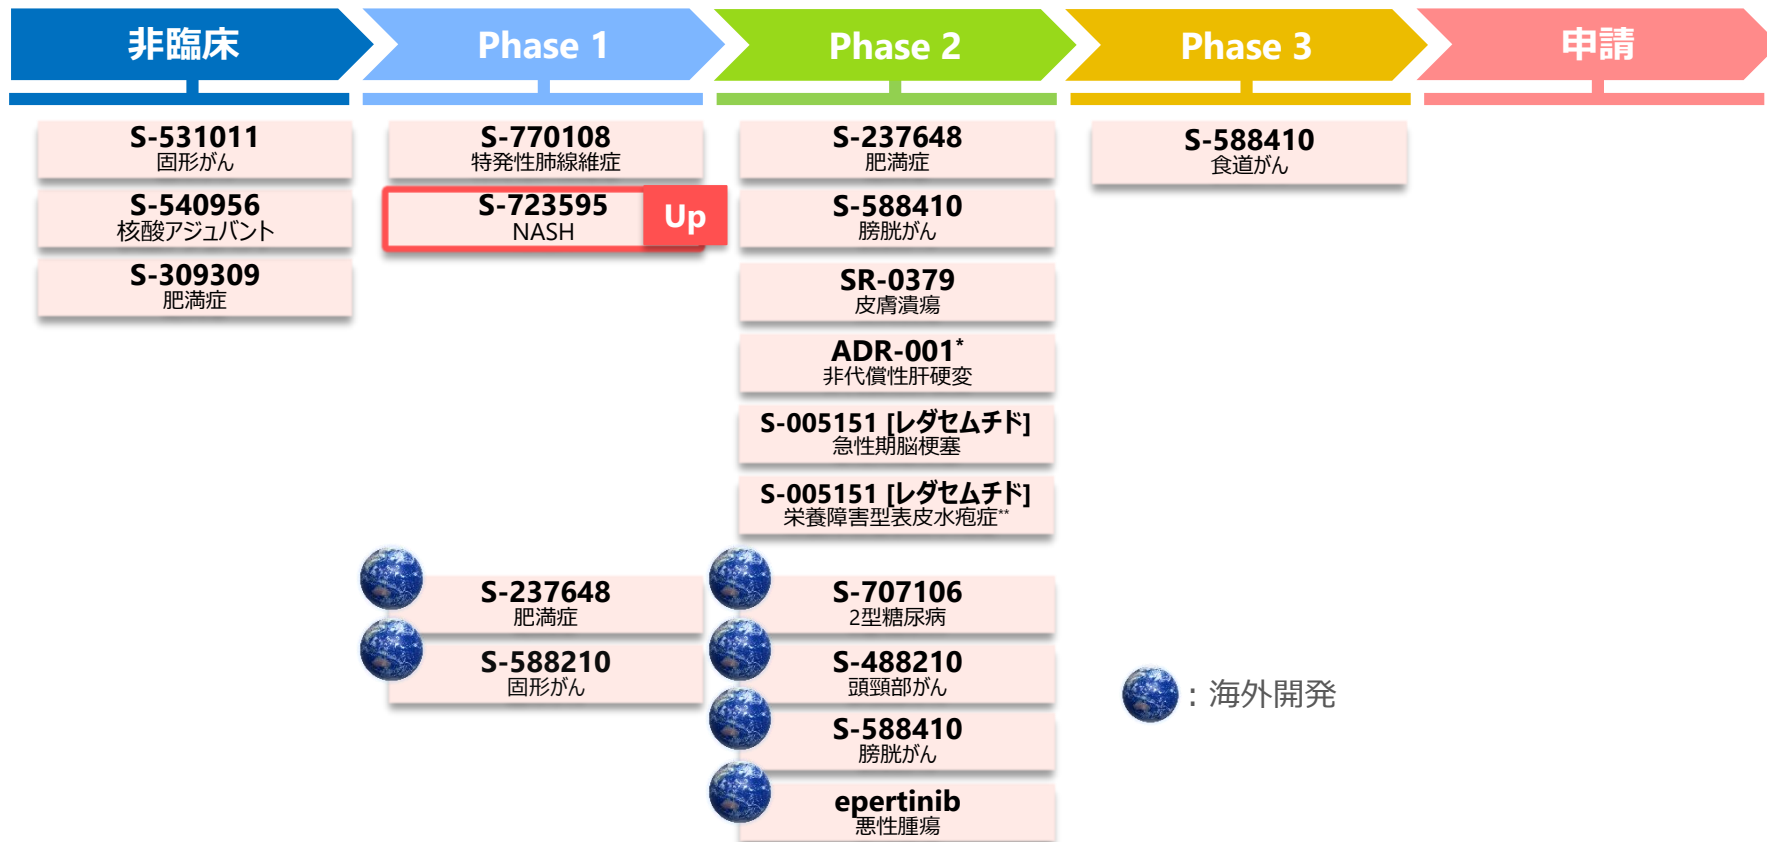 非臨床
Phase 1
Phase 2
Phase 3
申請
S-531011
固形がん
S-540956
核酸アジュバント
S-309309
肥満症
S-770108
特発性肺線維症
S-723595
NASH
Up
S-237648
肥満症
S-588210
固形がん
S-237648
肥満症
S-588410
膀胱がん
SR-0379
皮膚潰瘍
ADR-001*
非代償性肝硬変
S-005151 [レダセムチド]
急性期脳梗塞
S-005151 [レダセムチド]
栄養障害型表皮水疱症**
S-707106
2型糖尿病
S-488210
頭頸部がん
S-588410
膀胱がん
epertinib
悪性腫瘍
S-588410
食道がん
：海外開発